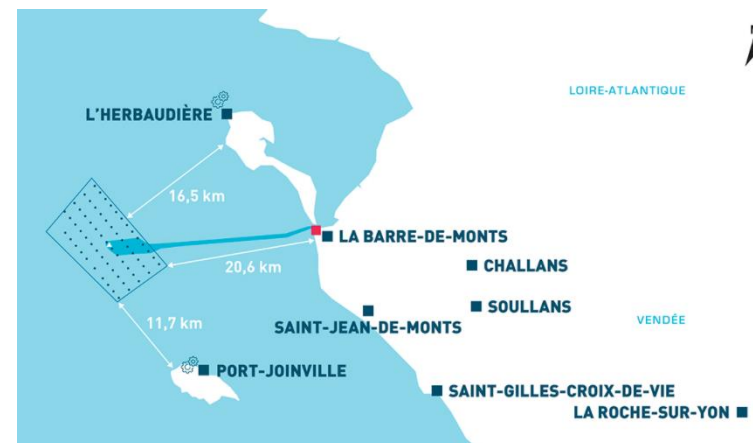 LOIRE-ATLANTIQUE
L'HERBAUDIÈRE
16,5 km
LA BARRE-DE-MONTS
20,6 km
CHALLANS
11,7 km
SOULLANS
SAINT-JEAN-DE-MONTS
VENDÉE
PORT-JOINVILLE
SAINT-GILLES-CROIX-DE-VIE
LA ROCHE-SUR-YON